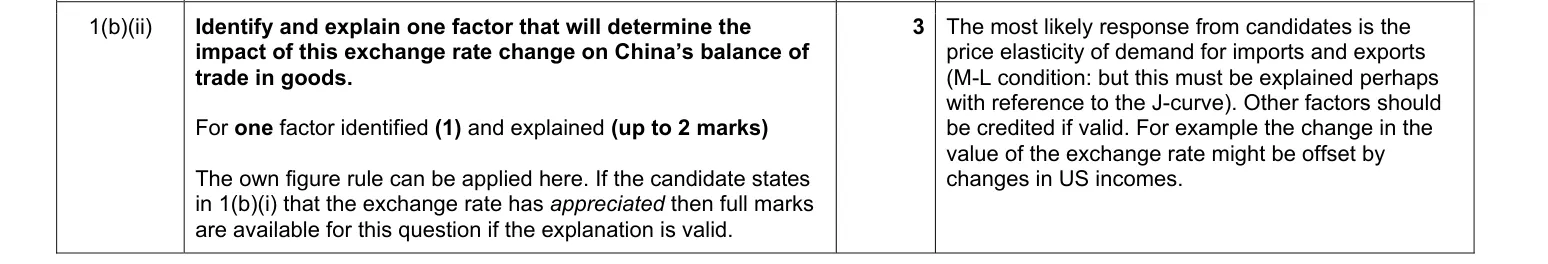 1(b)(ii)
Identify and explain one factor that will determine the
impact of this exchange rate change on China’s balance of
trade in goods.
For one factor identified (1) and explained (up to 2 marks)
The own figure rule can be applied here. If the candidate states
in 1(b)(i) that the exchange rate has appreciated then full marks
are available for this question if the explanation is valid.
3
The most likely response from candidates is the
price elasticity of demand for imports and exports
(M-L condition: but this must be explained perhaps
with reference to the J-curve). Other factors should
be credited if valid. For example the change in the
value of the exchange rate might be offset by
changes in US incomes.